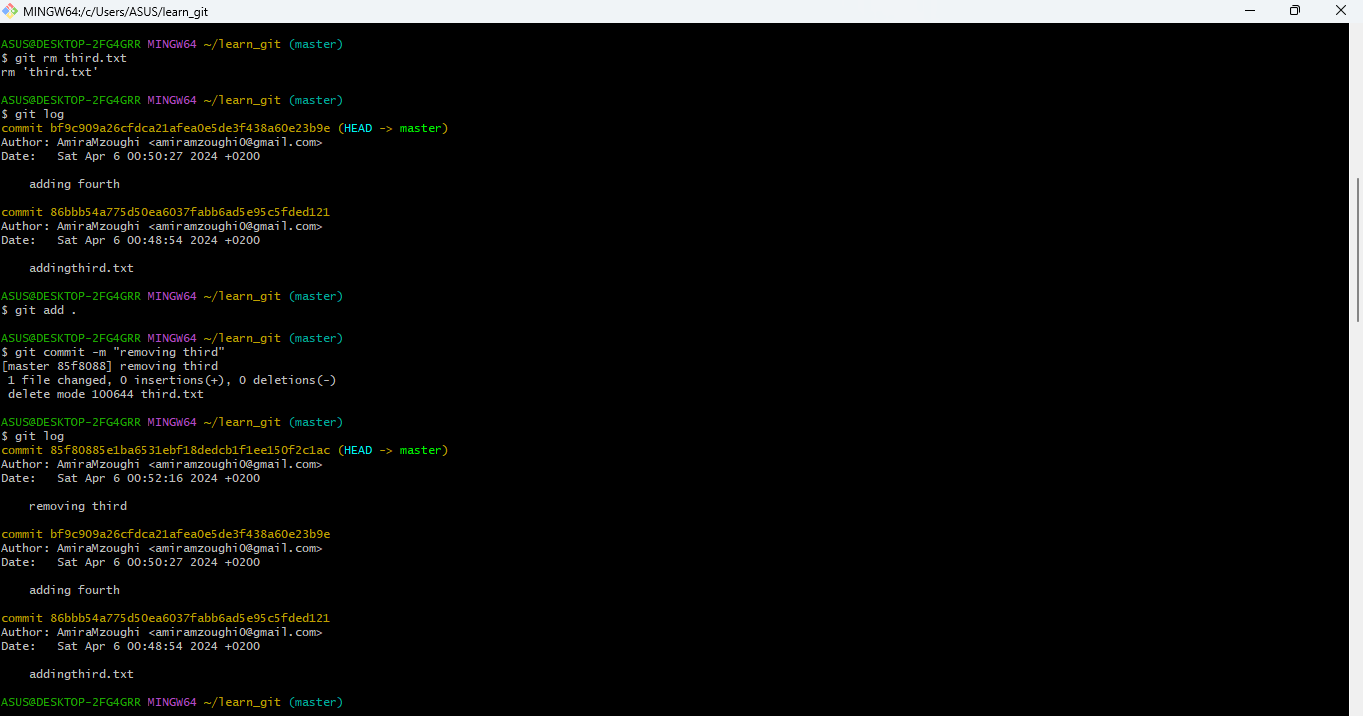 MINGW64:/c/Users/ASUS/learn_git
ASUS@DESKTOP-2FG4GRR MINGW64 ~/learn_git (master)
$ git rm third.txt
rm 'third.txt'
ASUS@DESKTOP-2FG4GRR MINGW64 ~/learn_git (master)
$ git log
commit bf9c909a26cfdca21afea0e5de3f438a60e23b9e (HEAD -> master)
Author: AmiraMzoughi <amiramzoughi0@gmail.com>
Date:   Sat Apr 6 00:50:27 2024 +0200
    adding fourth
commit 86bbb54a775d50ea6037fabb6ad5e95c5fded121
Author: AmiraMzoughi <amiramzoughi0@gmail.com>
Date:   Sat Apr 6 00:48:54 2024 +0200
    addingthird.txt
ASUS@DESKTOP-2FG4GRR MINGW64 ~/learn_git (master)
$ git add .
ASUS@DESKTOP-2FG4GRR MINGW64 ~/learn_git (master)
$ git commit -m "removing third"
[master 85f8088] removing third
 1 file changed, 0 insertions(+), 0 deletions(-)
 delete mode 100644 third.txt
ASUS@DESKTOP-2FG4GRR MINGW64 ~/learn_git (master)
$ git log
commit 85f80885e1ba6531ebf18dedcb1f1ee150f2c1ac (HEAD -> master)
Author: AmiraMzoughi <amiramzoughi0@gmail.com>
Date:   Sat Apr 6 00:52:16 2024 +0200
    removing third
commit bf9c909a26cfdca21afea0e5de3f438a60e23b9e
Author: AmiraMzoughi <amiramzoughi0@gmail.com>
Date:   Sat Apr 6 00:50:27 2024 +0200
    adding fourth
commit 86bbb54a775d50ea6037fabb6ad5e95c5fded121
Author: AmiraMzoughi <amiramzoughi0@gmail.com>
Date:   Sat Apr 6 00:48:54 2024 +0200
    addingthird.txt
ASUS@DESKTOP-2FG4GRR MINGW64 ~/learn_git (master)